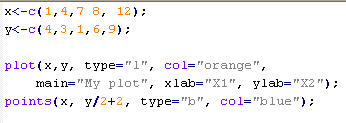 x<-c(1,4,7 8, 12);
y<-c(4,3,1,6,9);
plot(x,y, type="l", col="orange",
main="My plot", xlab="X1", ylab="X2");
points(x, y/2+2, type="b", col="blue");